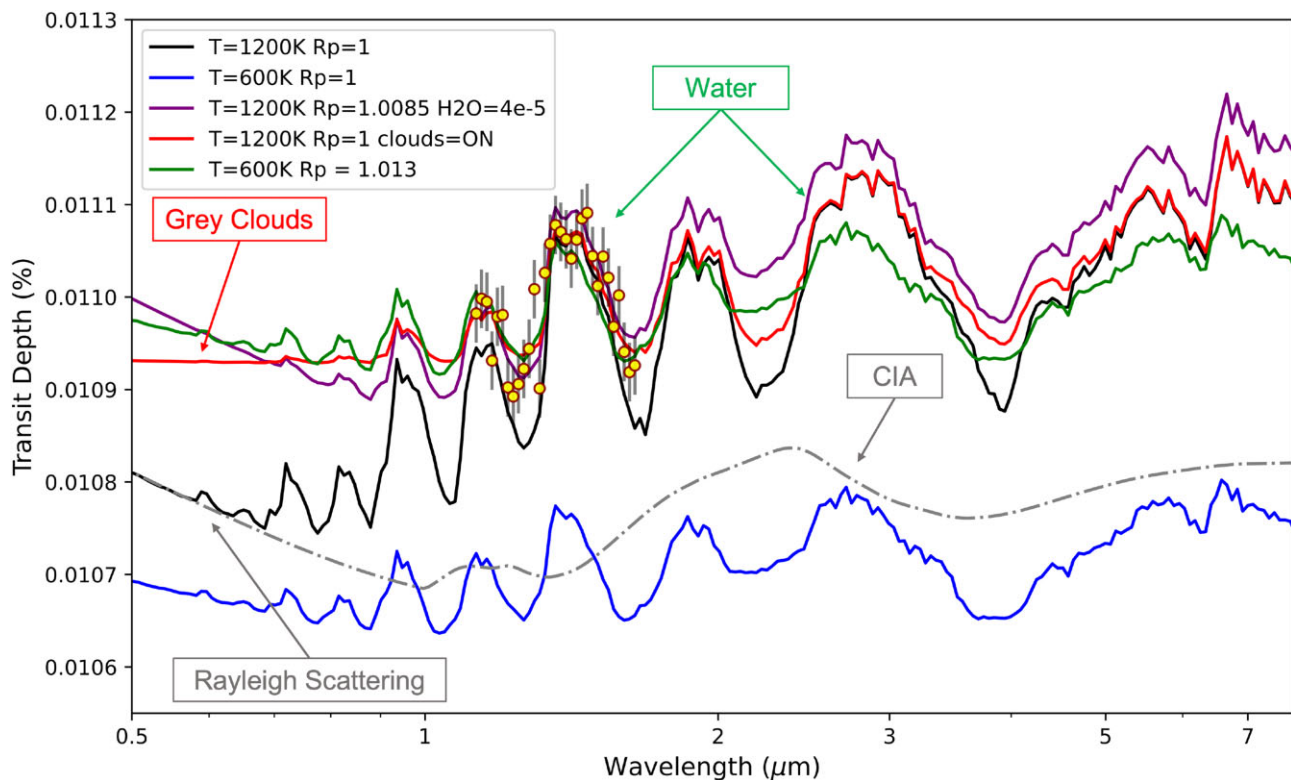 0.0113
0.0112
0.0111
0.0110
0.0109
0.0108
0.0107
0.0106
Transit Depth (%)
T=1200K Rp=1
T=600K Rp=1
T=1200K Rp=1.0085 H2O=4e-5
T=1200K Rp=1 clouds=ON
T=600K Rp = 1.013
Water
Grey Clouds
CIA
Rayleigh Scattering
0.5 1 2 3 4 5 7
Wavelength (μm)